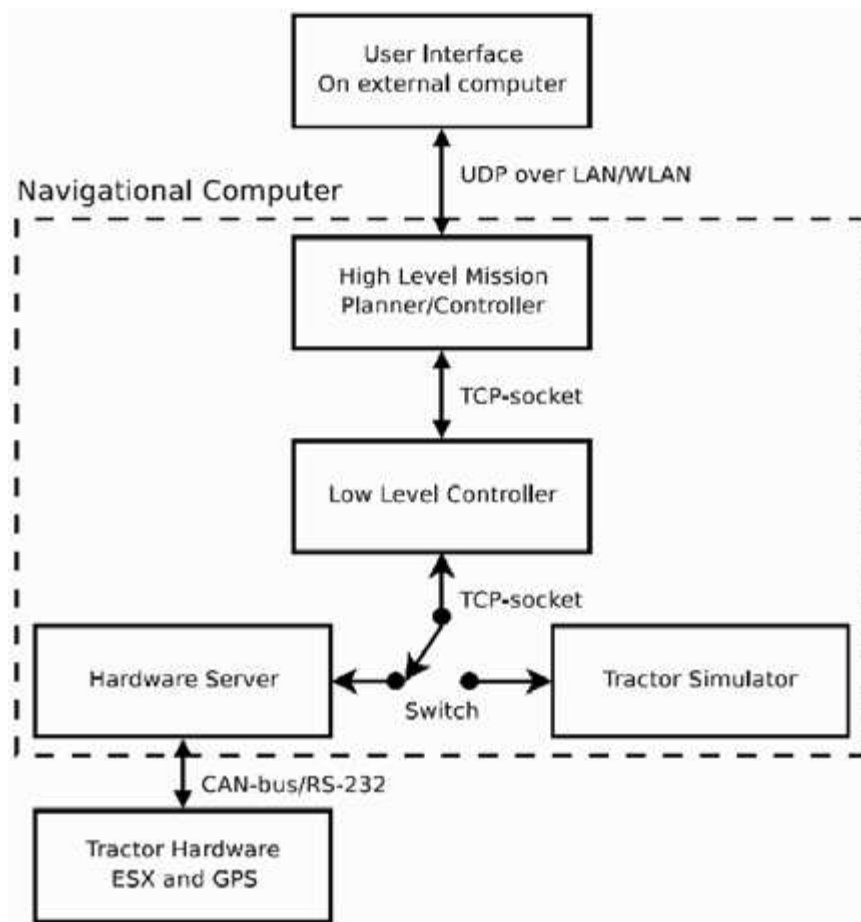 User Interface
On external computer
UDP over LAN/WLAN
Navigational Computer
High Level Mission
Planner/Controller
TCP-socket
Low Level Controller
TCP-socket
Hardware Server
Switch
Tractor Simulator
CAN-bus/RS-232
Tractor Hardware
ESX and GPS